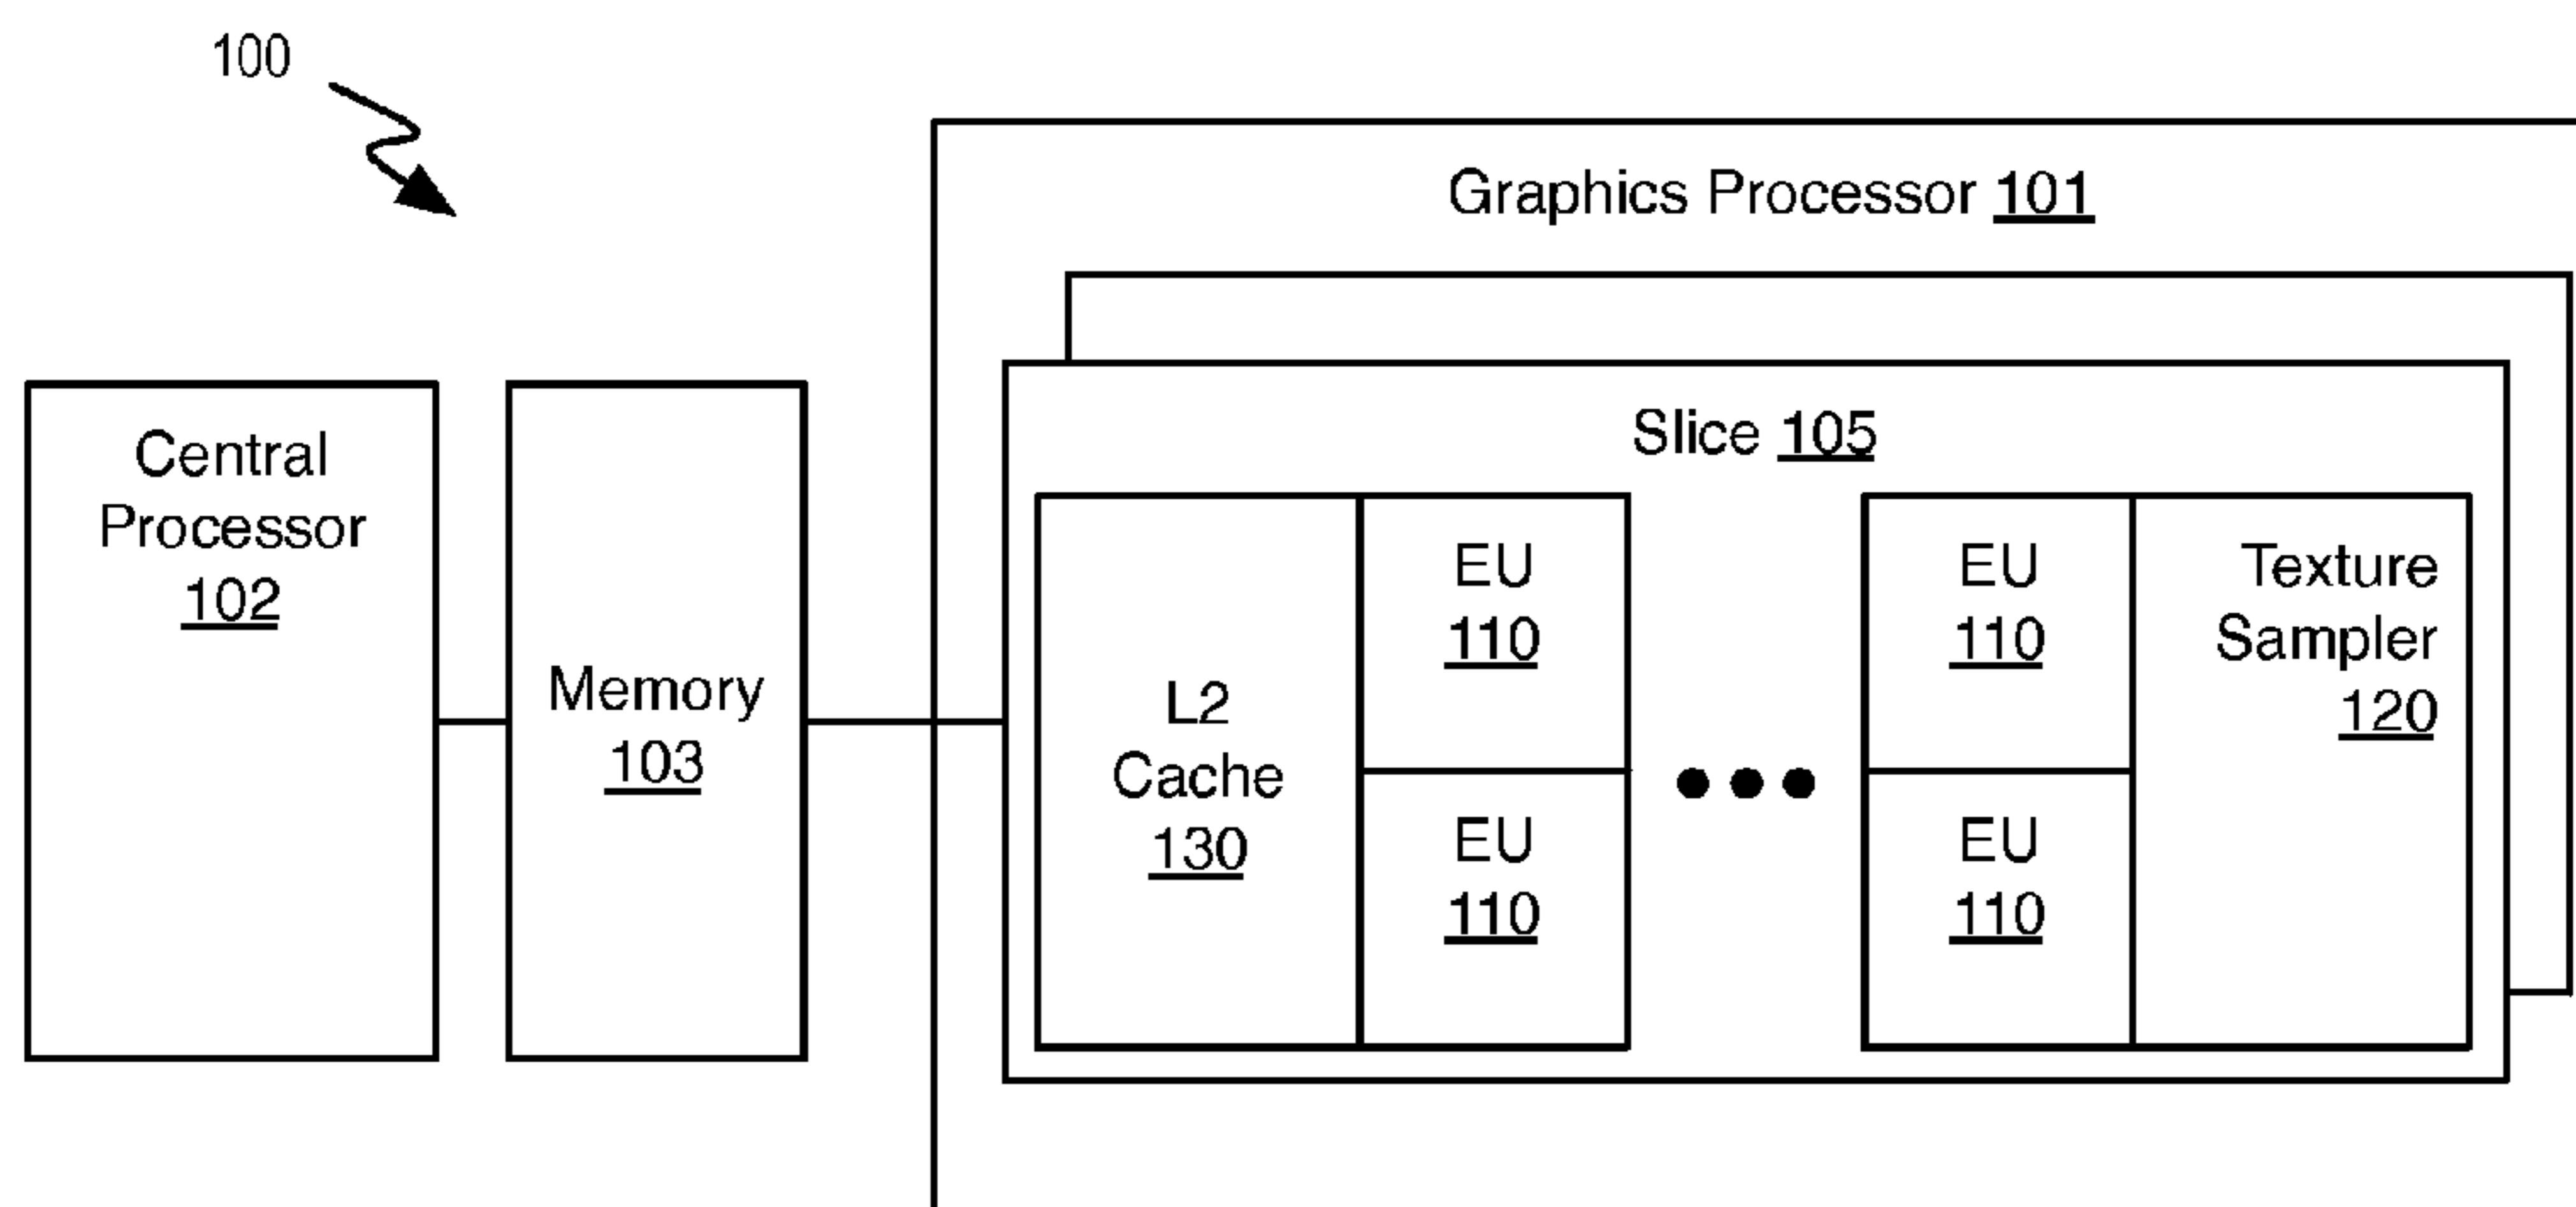 100
Graphics Processor 101
Slice 105
Central
Processor
102
Memory
103
L2
Cache
130
EU
110
EU
110
EU
110
EU
110
Texture
Sampler
120